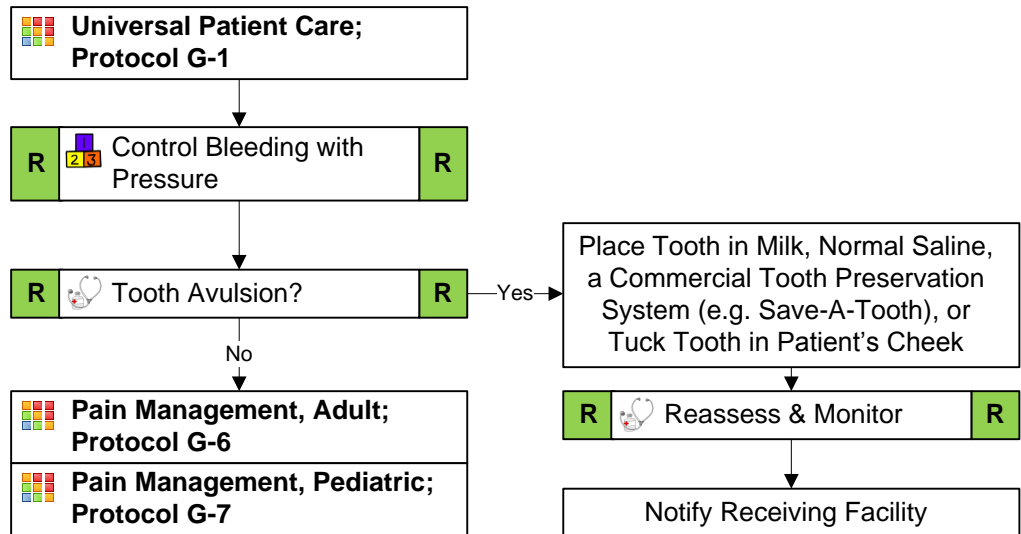 Universal Patient Care;
Protocol G-1
R
1
2 3
Control Bleeding with
Pressure
R
R
Tooth Avulsion?
R
Yes
Place Tooth in Milk, Normal Saline,
a Commercial Tooth Preservation
System (e.g. Save-A-Tooth), or
Tuck Tooth in Patient's Cheek
No
Pain Management, Adult;
Protocol G-6
Pain Management, Pediatric;
Protocol G-7
R
Reassess & Monitor
R
Notify Receiving Facility